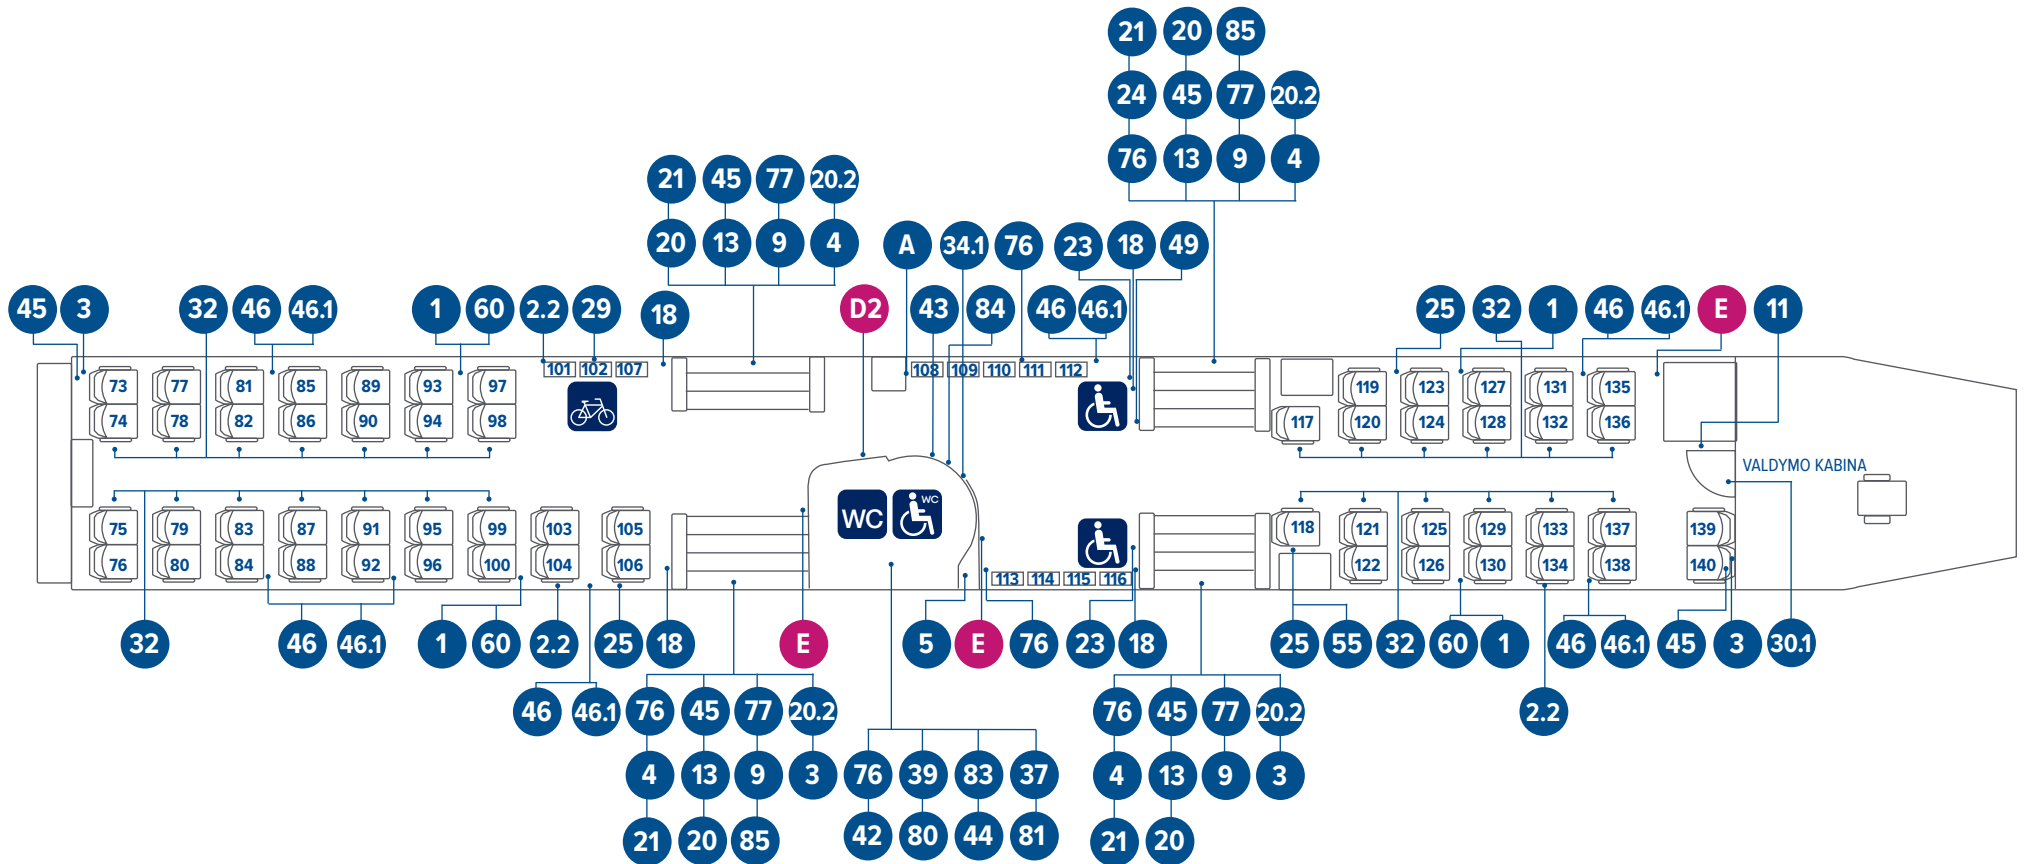 21 20 85
24 45 77 20.2
76 13 9 4
21 45 77 20.2
20 13 9 4
A 34.1 76 23 18 49
45 3 32 46 46.1 1 60 2.2 29 18 D2 43 84 46 46.1 25 32 1 46 46.1 E 11
101 102 107 108 109 110 111 112
73 77 81 85 89 93 97 119 123 127 131 135
74 78 82 86 90 94 98 117 120 124 128 132 136
VALDYMO KABINA
WC WC
75 79 83 87 91 95 99 103 105 118 121 125 129 133 137 139
76 80 84 88 92 96 100 104 106 122 126 130 134 138 140
113 114 115 116
32 46 46.1 1 60 2.2 25 18 E 5 E 76 23 18 25 55 32 60 1 46 46.1 45 3 30.1
46 46.1 76 45 77 20.2 76 45 77 20.2 2.2
4 13 9 3 76 39 83 37 4 13 9 3
21 20 85 42 80 44 81 21 20